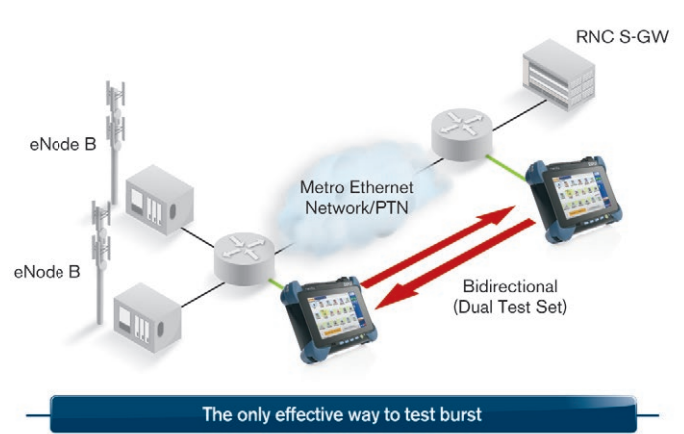 RNC S-GW
eNode B
Metro Ethernet
Network/PTN
eNode B
Bidirectional
(Dual Test Set)
The only effective way to test burst